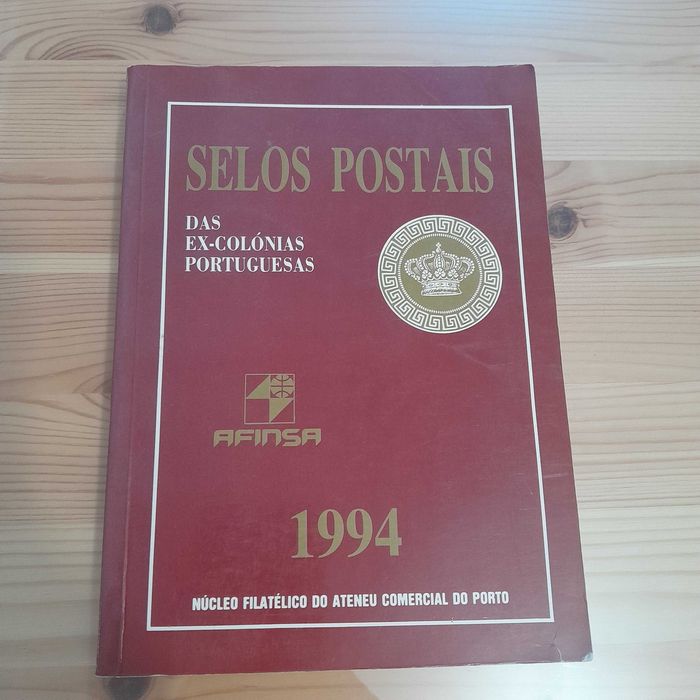 SELOS POSTAIS
DAS
EX-COLÓNIAS
PORTUGUESAS
AFINSA
1994
NÚCLEO FILATÉLICO DO ATENEU COMERCIAL DO PORTO